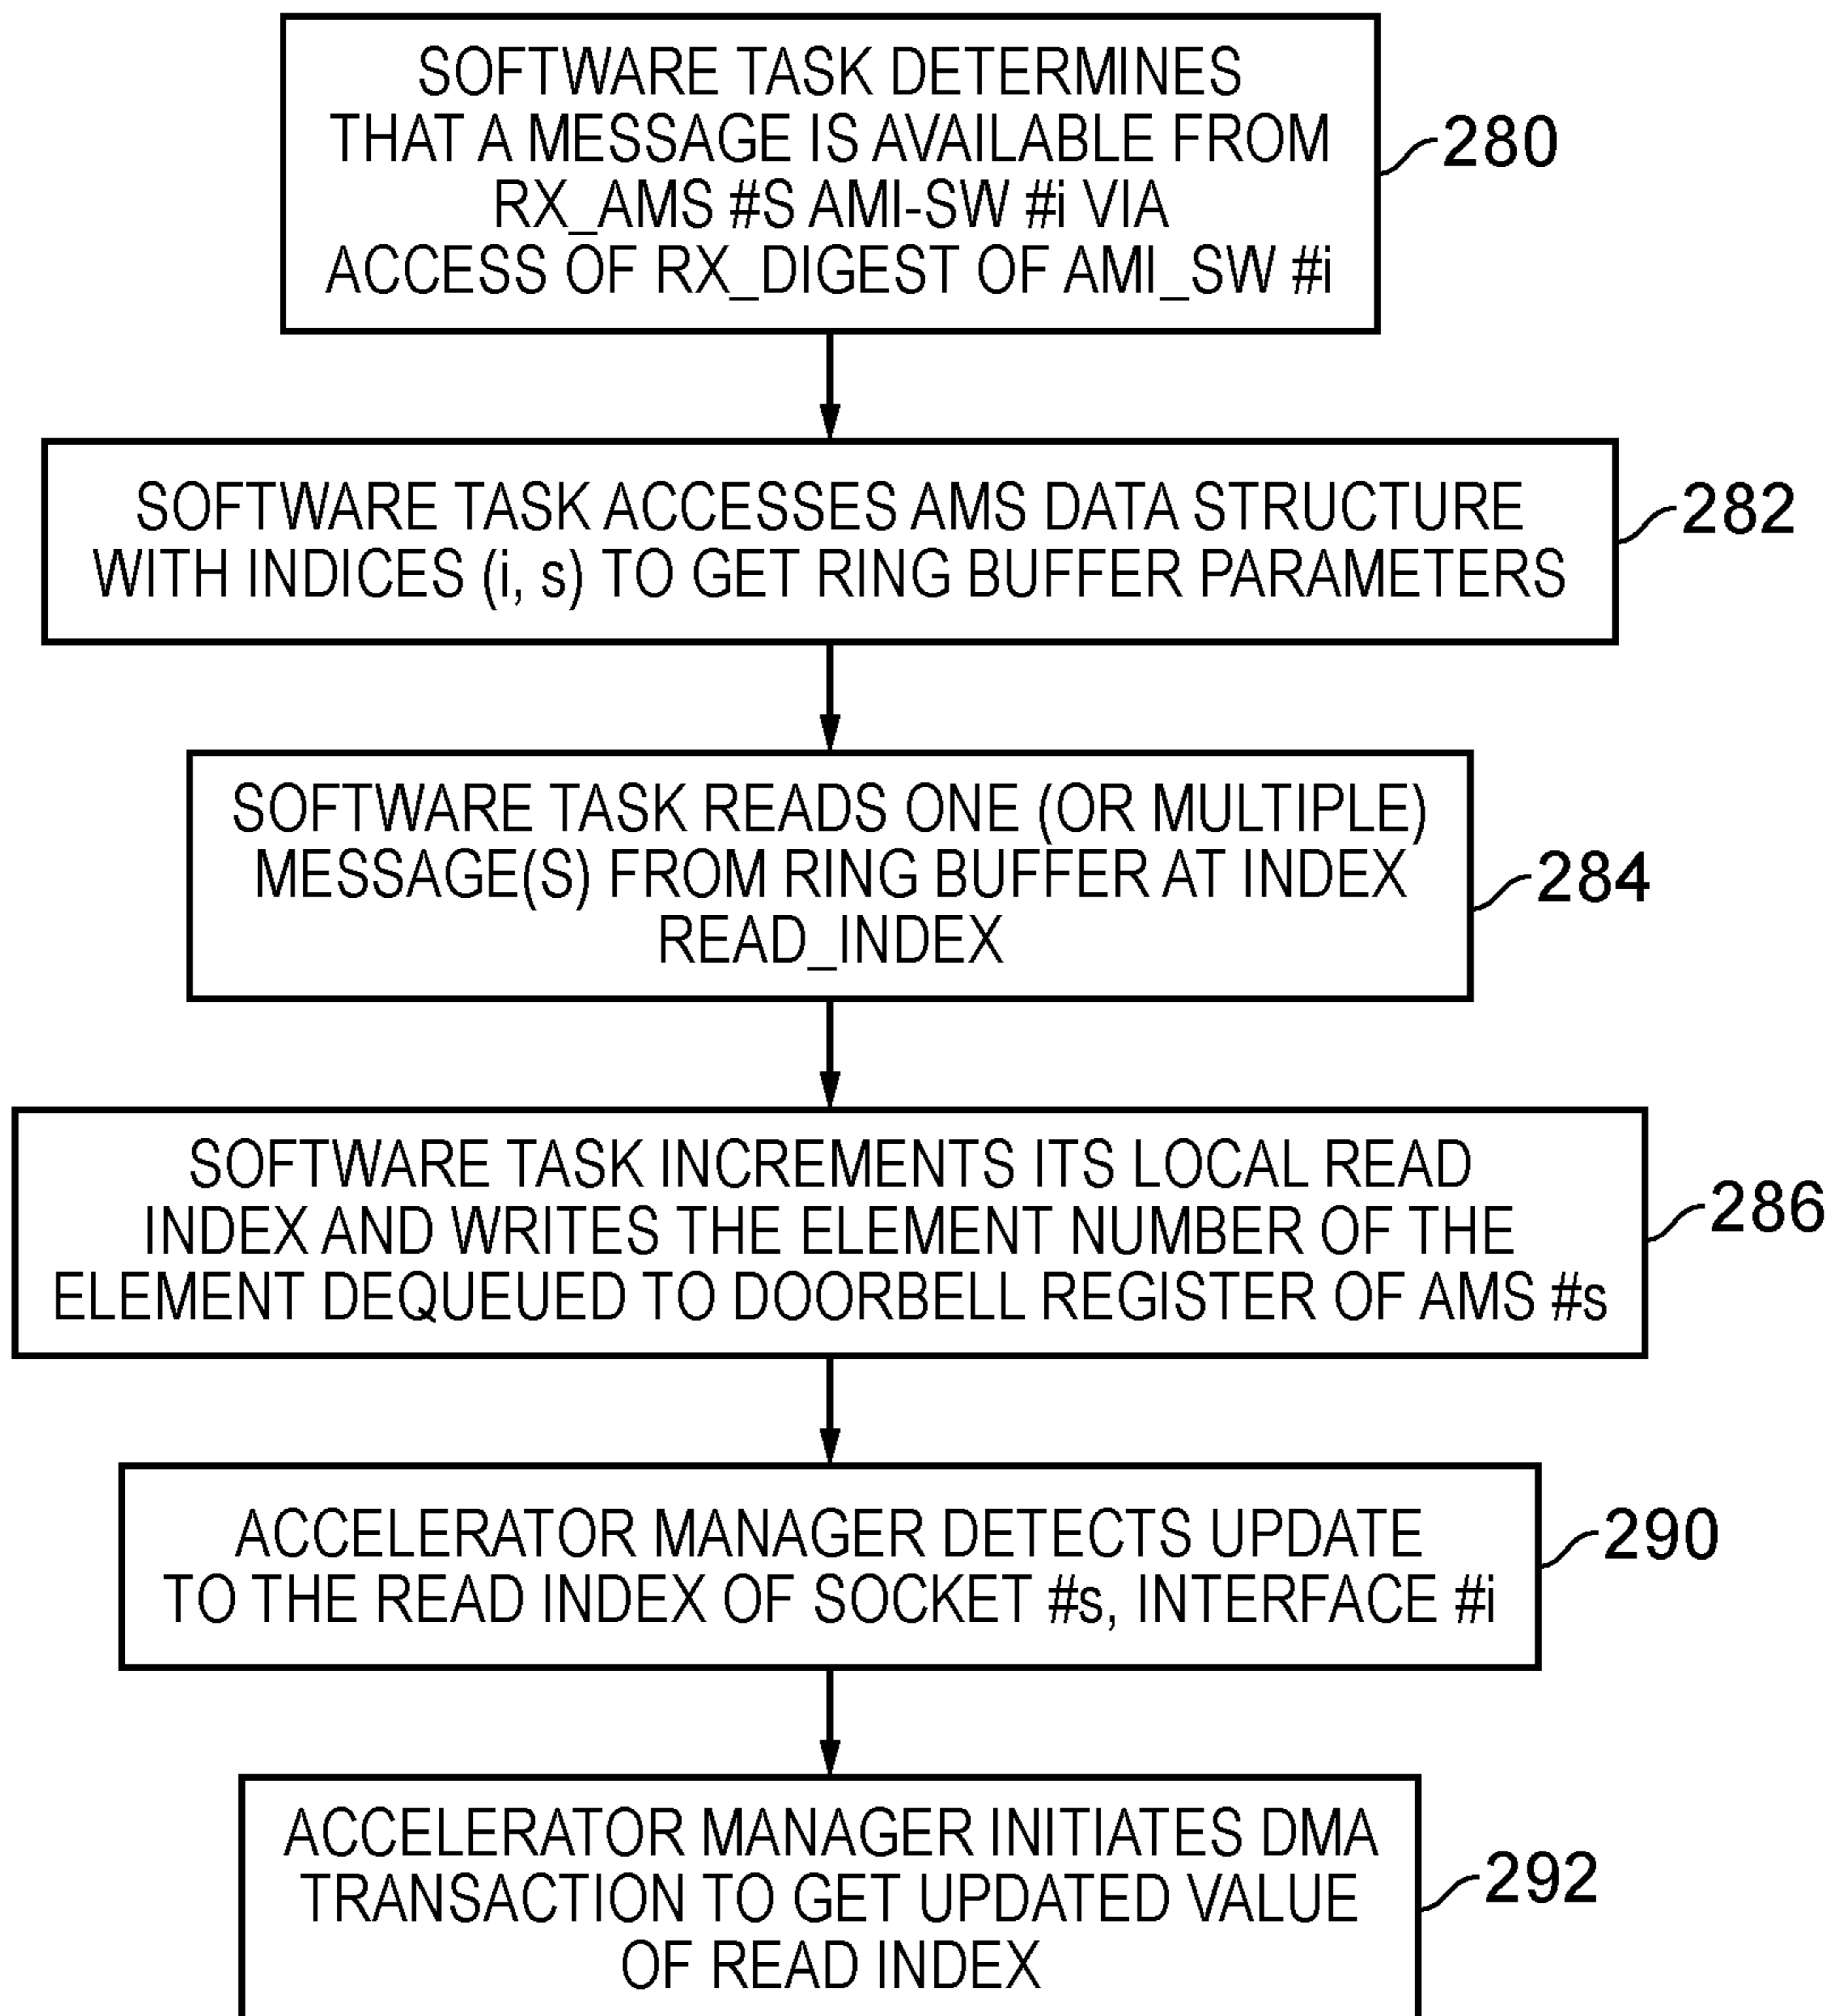 SOFTWARE TASK DETERMINES
THAT A MESSAGE IS AVAILABLE FROM
RX_AMS #S AMI-SW #i VIA
ACCESS OF RX_DIGEST OF AMI_SW #i
280
SOFTWARE TASK ACCESSES AMS DATA STRUCTURE
WITH INDICES (i, s) TO GET RING BUFFER PARAMETERS
282
SOFTWARE TASK READS ONE (OR MULTIPLE)
MESSAGE(S) FROM RING BUFFER AT INDEX
READ_INDEX
284
SOFTWARE TASK INCREMENTS ITS LOCAL READ
INDEX AND WRITES THE ELEMENT NUMBER OF THE
ELEMENT DEQUEUED TO DOORBELL REGISTER OF AMS #s
286
ACCELERATOR MANAGER DETECTS UPDATE
TO THE READ INDEX OF SOCKET #s, INTERFACE #i
290
ACCELERATOR MANAGER INITIATES DMA
TRANSACTION TO GET UPDATED VALUE
OF READ INDEX
292